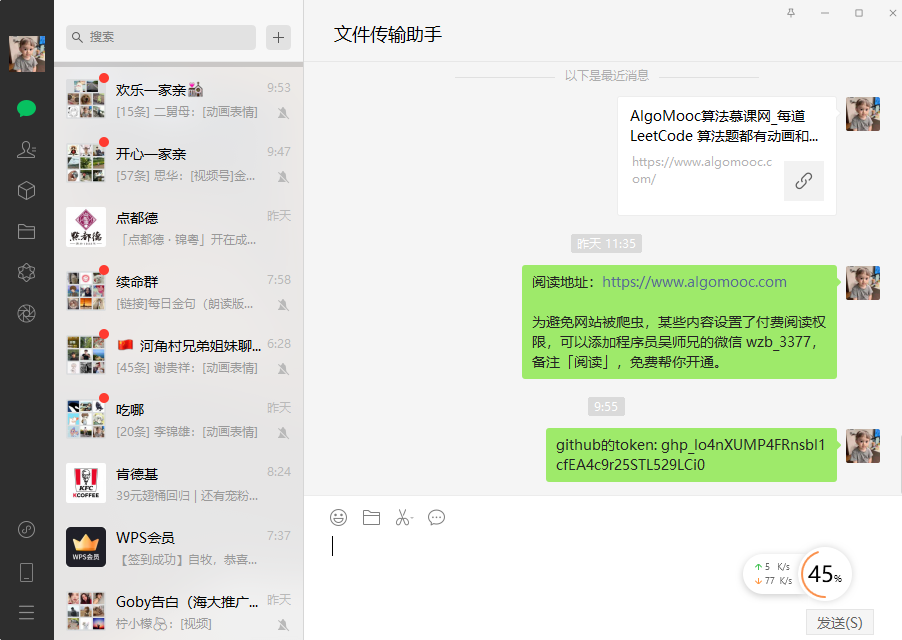 搜索
欢乐一家亲
9:53
[15条] 二舅母：[动画表情]
开心一家亲
9:47
[57条] 思华：[视频号]金...
点都德
昨天
「点都德·锦粤」开在成...
续命群
7:58
[链接]每日金句（朗读版...
河角村兄弟姐妹聊...
6:28
[45条] 谢贵祥：[动画表情]
吃哪
昨天
[20条] 李锦雄：[动画表情]
肯德基
8:24
39元翅桶回归 | 还有宠粉...
KFC
KCOFFEE
WPS会员
7:37
【签到成功】自牧，恭喜...
WPS会员
Goby告白（海大推广...
昨天
柠小檬：[视频]
文件传输助手
以下是最近消息
AlgoMooc算法慕课网_每道
LeetCode 算法题都有动画和...
https://www.algomooc.c
om/
昨天 11:35
阅读地址：https://www.algomooc.com
为避免网站被爬虫，某些内容设置了付费阅读权
限，可以添加程序员吴师兄的微信 wzb_3377，
备注「阅读」，免费帮你开通。
9:55
github的token: ghp_lo4nXUMP4FRnsbl1
cfEA4c9r25STL529LCi0
5 K/s
77 K/s
45%
发送(S)